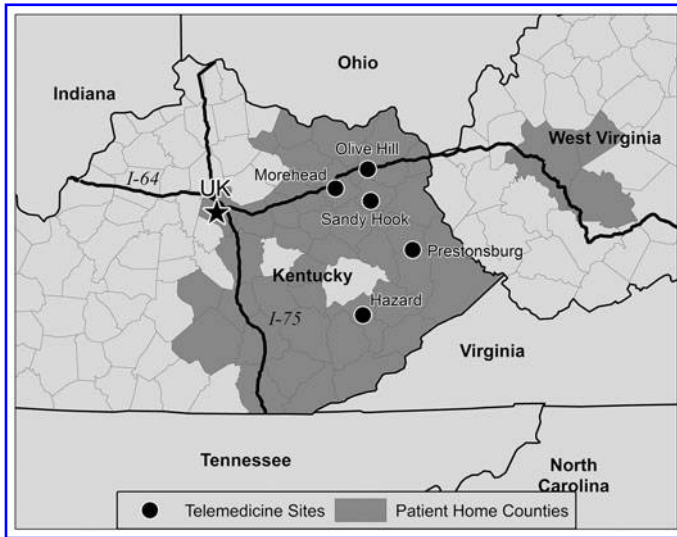 Ohio
Indiana
West Virginia
Olive Hill
Morehead
I-64
UK
Sandy Hook
Prestonsburg
Kentucky
Hazard
I-75
Virginia
Tennessee
North
Carolina
Telemedicine Sites
Patient Home Counties